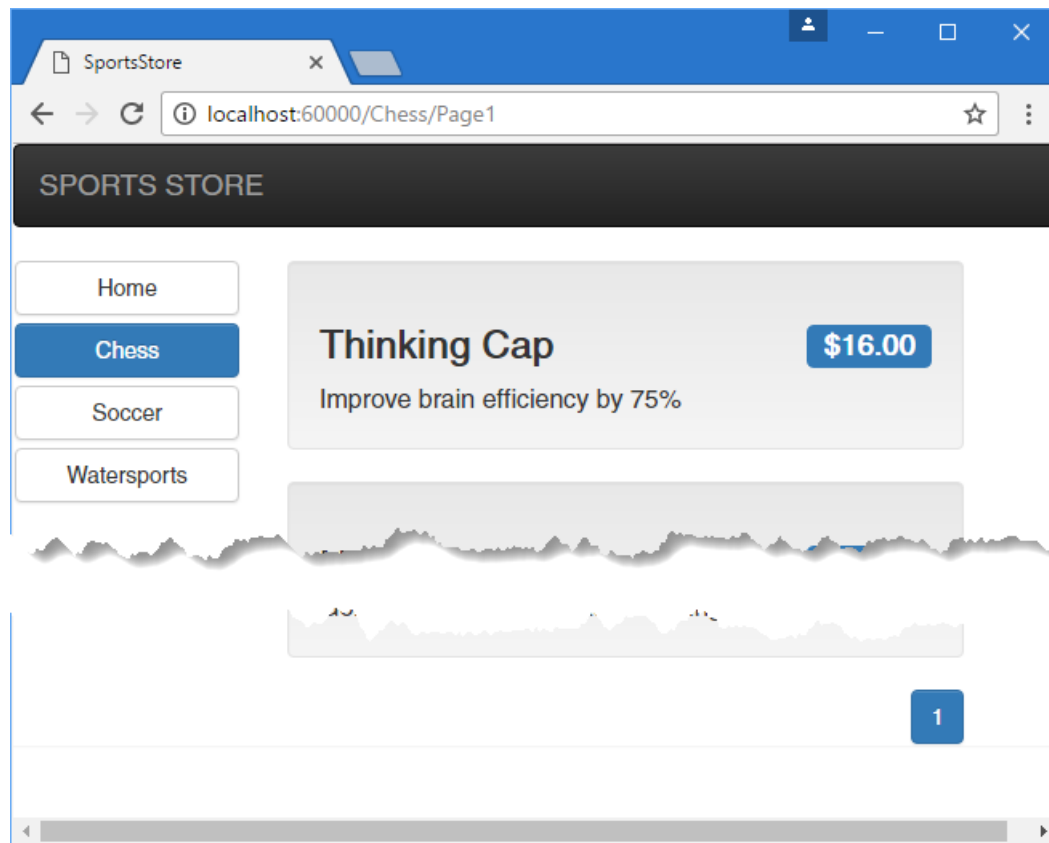 SportsStore
localhost:60000/Chess/Page1
SPORTS STORE
Home
Chess
Soccer
Watersports
Thinking Cap
$16.00
Improve brain efficiency by 75%
1